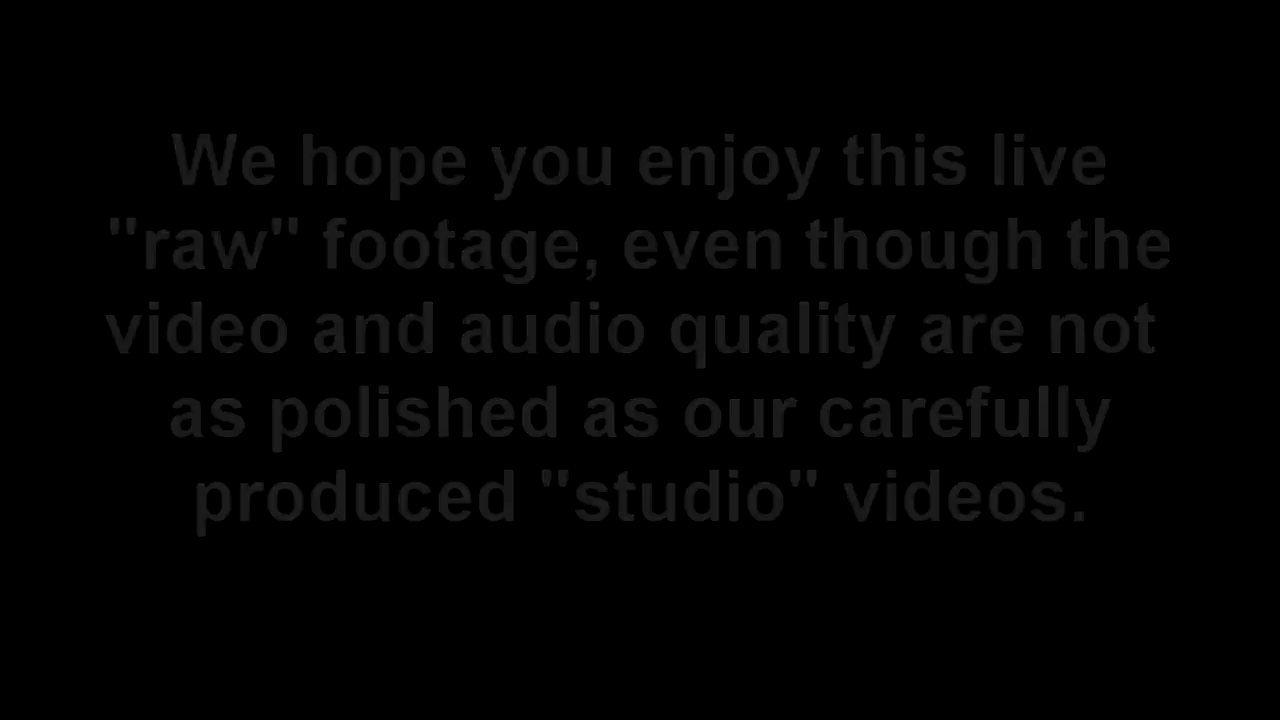 We hope you enjoy this live
"raw" footage, even though the
video and audio quality are not
as polished as our carefully
produced "studio" videos.